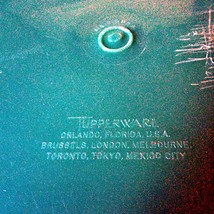 TUPPERWARE
ORLANDO, FLORIDA, U.S.A.
BRUSSELS, LONDON, MELBOURNE,
TORONTO, TOKYO, MEXICO CITY